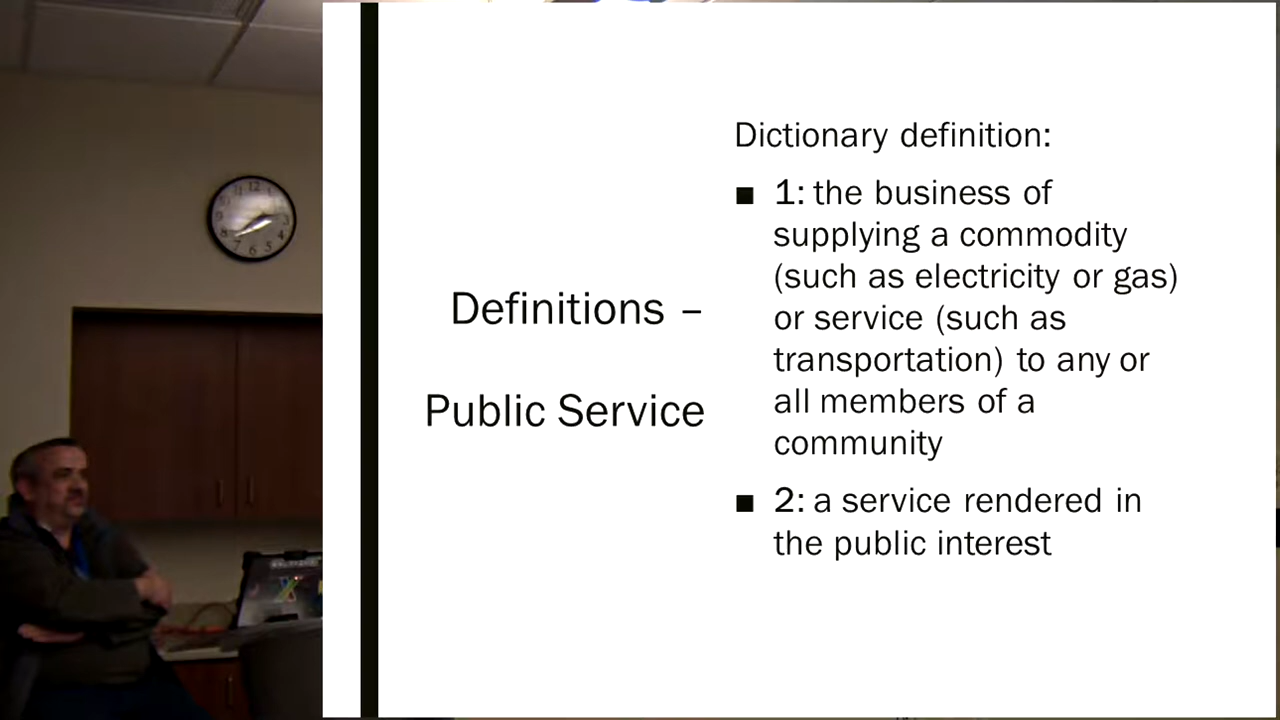 Definitions –
Public Service
Dictionary definition:
■ 1: the business of
supplying a commodity
(such as electricity or gas)
or service (such as
transportation) to any or
all members of a
community
■ 2: a service rendered in
the public interest